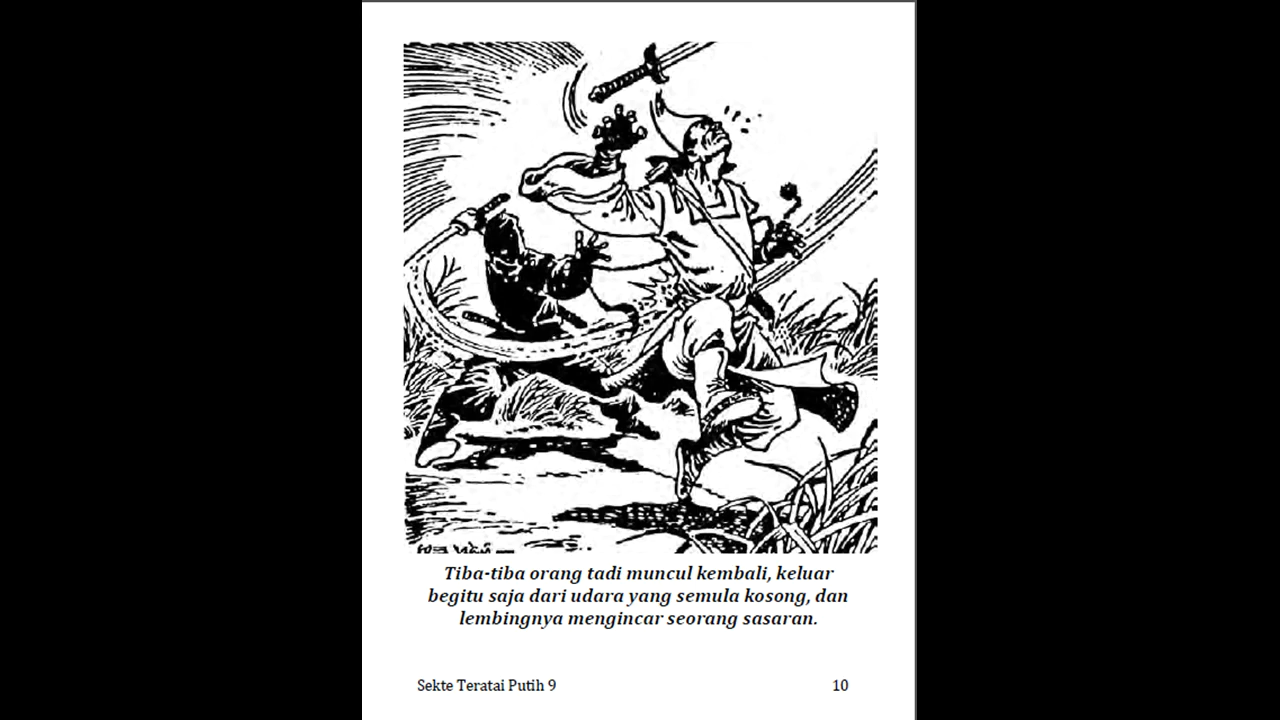 Tiba-tiba orang tadi muncul kembali, keluar
begitu saja dari udara yang semula kosong, dan
lembingnya mengincar seorang sasaran.
Sekte Teratai Putih 9
10